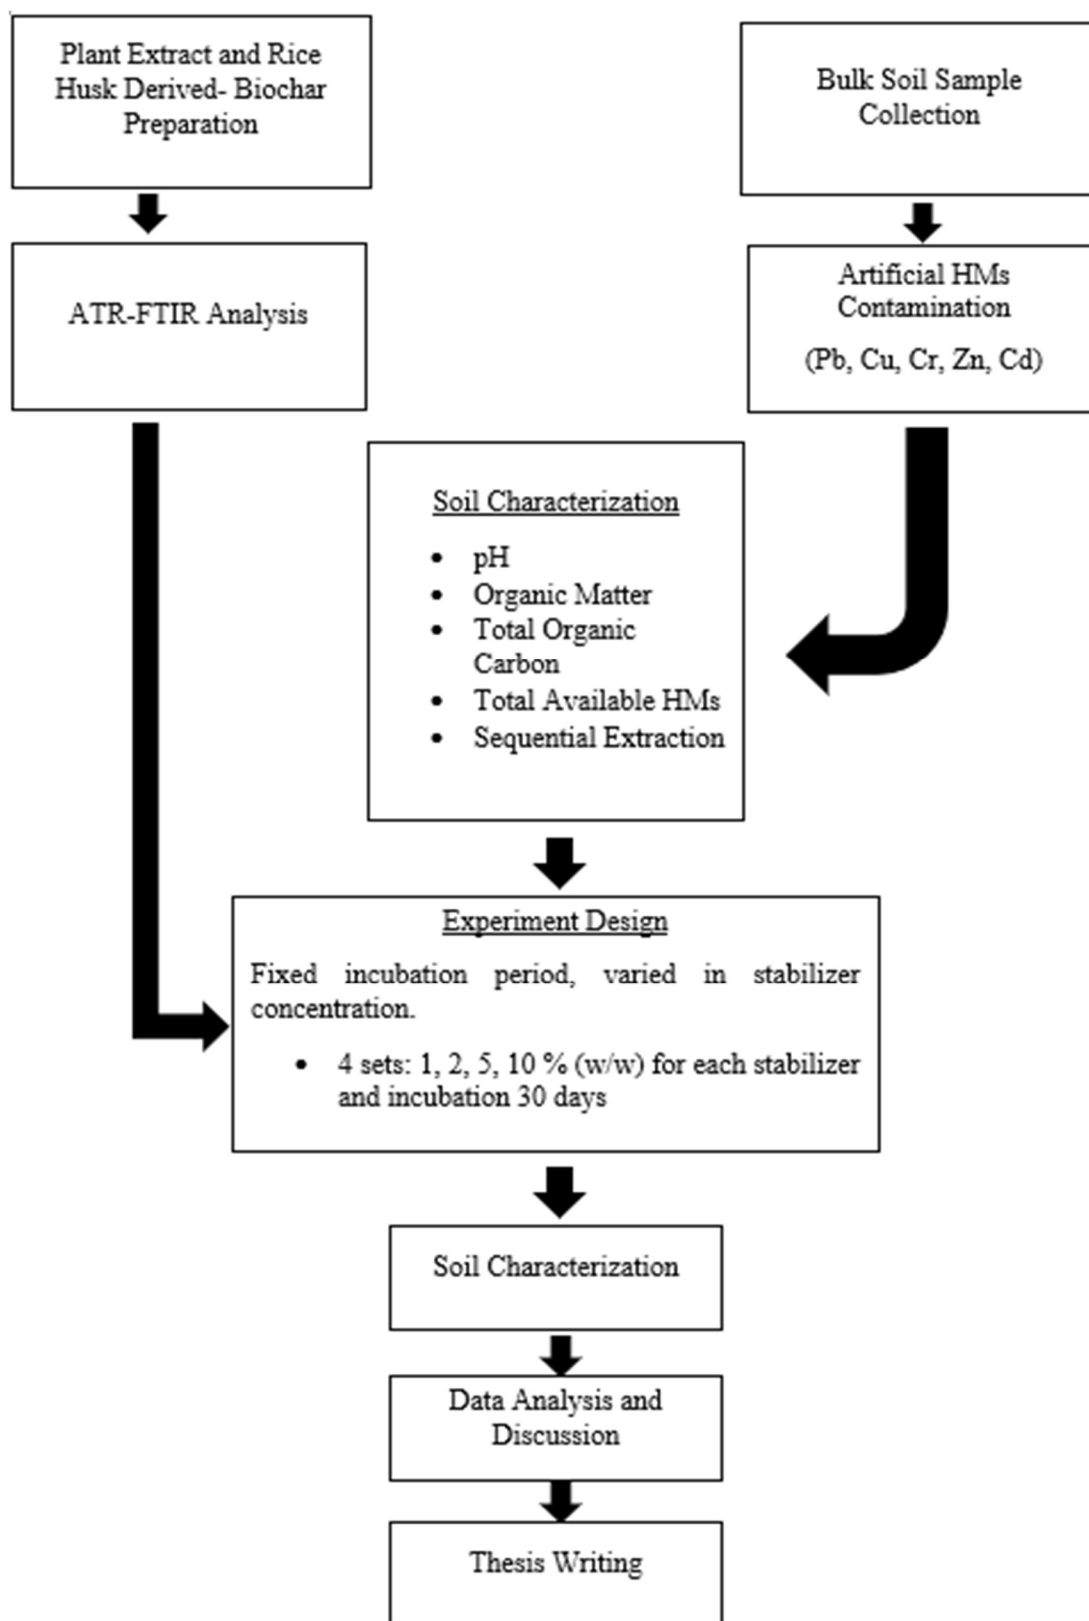 Plant Extract and Rice
Husk Derived- Biochar
Preparation
Bulk Soil Sample
Collection
ATR-FTIR Analysis
Artificial HMs
Contamination
(Pb, Cu, Cr, Zn, Cd)
Soil Characterization
• pH
• Organic Matter
• Total Organic
Carbon
• Total Available HMs
• Sequential Extraction
Experiment Design
Fixed incubation period, varied in stabilizer
concentration.
• 4 sets: 1, 2, 5, 10 % (w/w) for each stabilizer
and incubation 30 days
Soil Characterization
Data Analysis and
Discussion
Thesis Writing